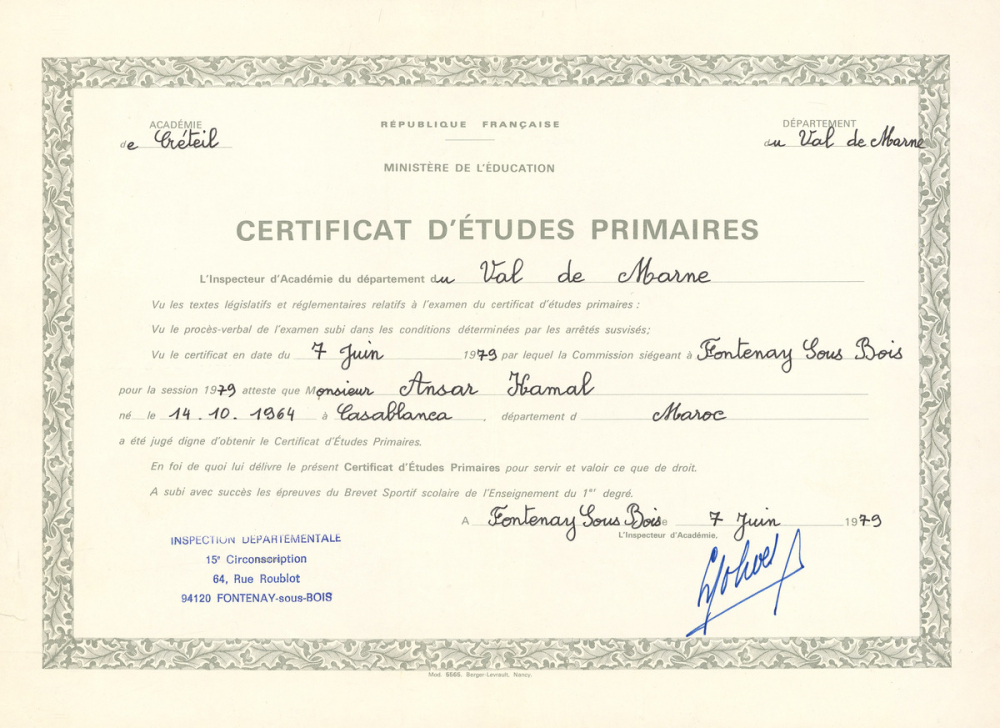 ACADÉMIE
de Créteil
RÉPUBLIQUE FRANÇAISE
DÉPARTEMENT
du Val de Marne
MINISTÈRE DE L'ÉDUCATION
CERTIFICAT D'ÉTUDES PRIMAIRES
L'Inspecteur d'Académie du département du Val de Marne
Vu les textes législatifs et réglementaires relatifs à l'examen du certificat d'études primaires :
Vu le procès-verbal de l'examen subi dans les conditions déterminées par les arrêtés susvisés;
Vu le certificat en date du 7 Juin 1979 par lequel la Commission siégeant à Fontenay Sous Bois
pour la session 1979 atteste que Monsieur Ansar Hamal
né le 14.10.1964 à Casablanca, département d Maroc
a été jugé digne d'obtenir le Certificat d'Études Primaires.
En foi de quoi lui délivre le présent Certificat d'Études Primaires pour servir et valoir ce que de droit.
A subi avec succès les épreuves du Brevet Sportif scolaire de l'Enseignement du 1er degré.
A Fontenay Sous Bois le 7 Juin 1979
L'Inspecteur d'Académie,
INSPECTION DÉPARTEMENTALE
15e Circonscription
64, Rue Roublot
94120 FONTENAY-sous-BOIS
Mod. 5565. Berger-Levrault, Nancy.